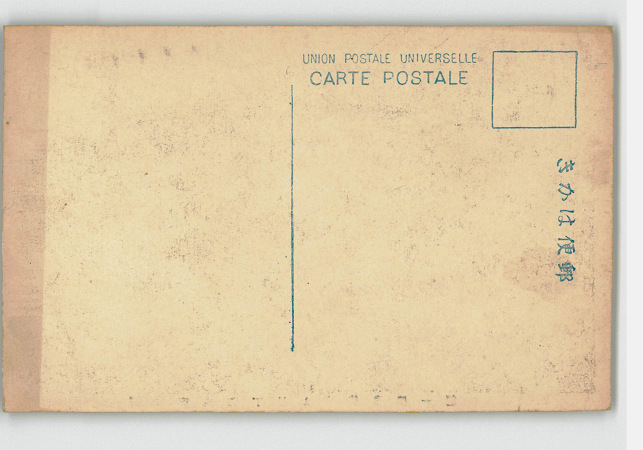 UNION POSTALE UNIVERSELLE
CARTE POSTALE
郵便はかき